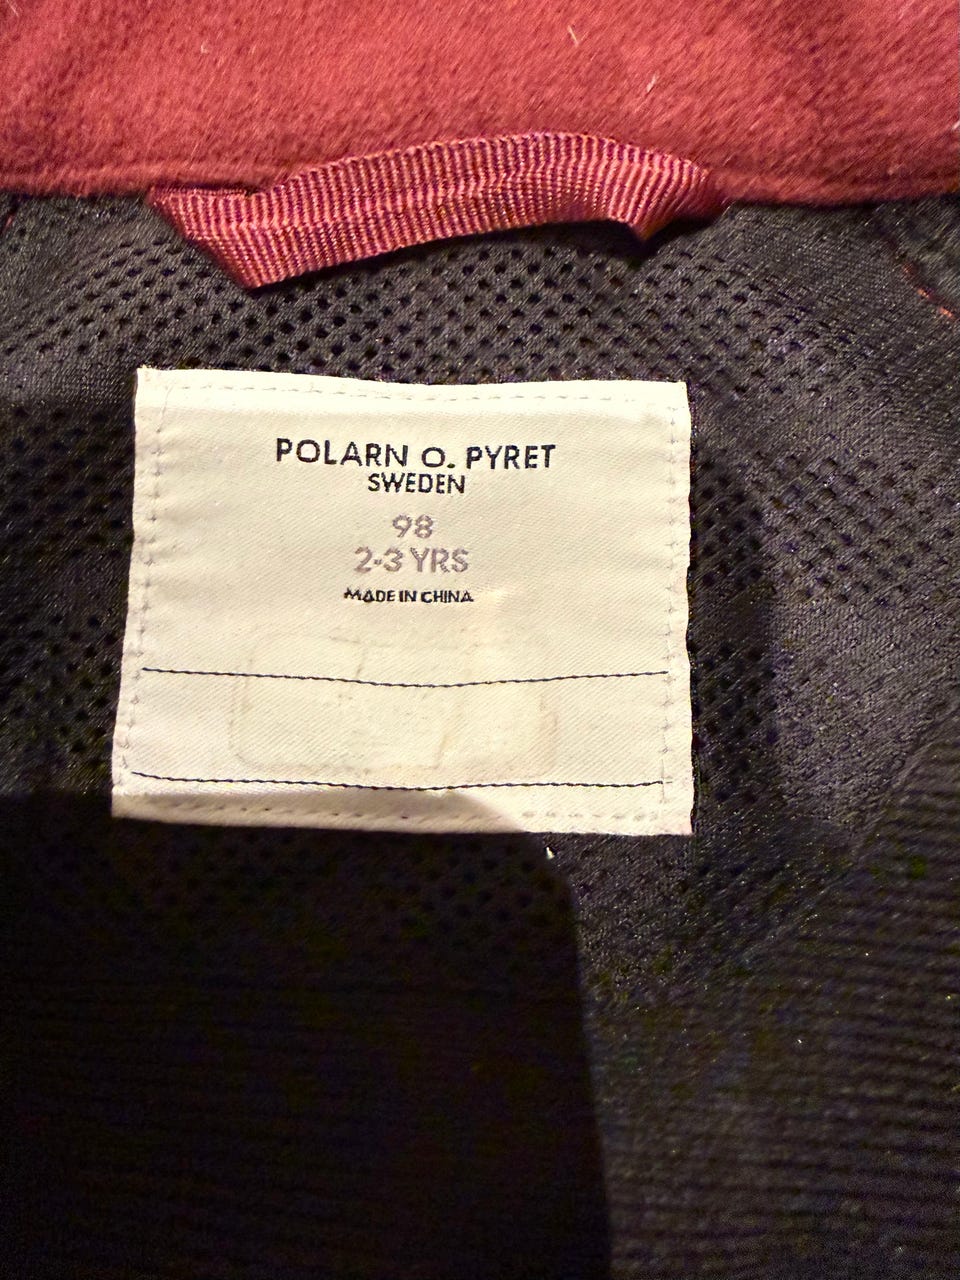 POLARN O. PYRET
SWEDEN
98
2-3 YRS
MADE IN CHINA